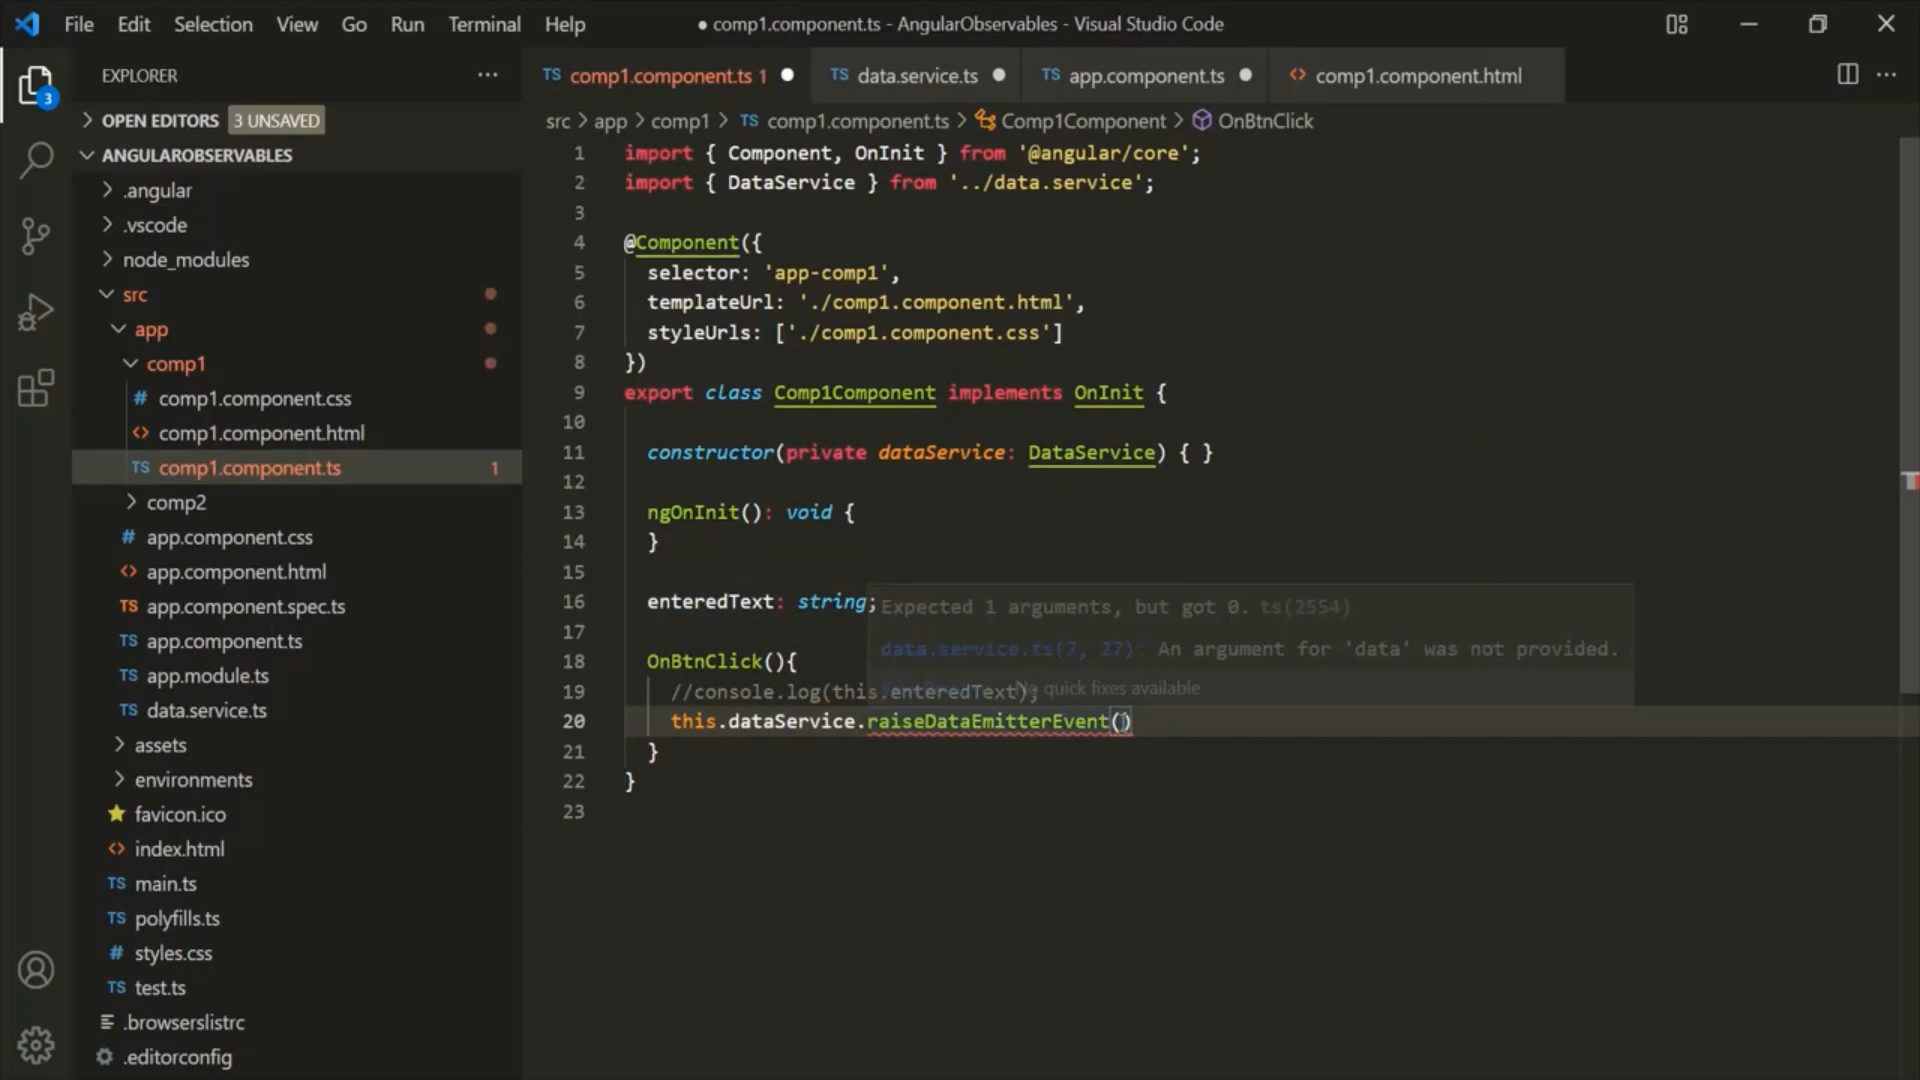 File Edit Selection View Go Run Terminal Help
● comp1.component.ts - AngularObservables - Visual Studio Code
3
EXPLORER
OPEN EDITORS 3 UNSAVED
ANGULAROBSERVABLES
.angular
.vscode
node_modules
src
app
comp1
# comp1.component.css
<> comp1.component.html
TS comp1.component.ts 1
comp2
# app.component.css
<> app.component.html
TS app.component.spec.ts
TS app.component.ts
TS app.module.ts
TS data.service.ts
assets
environments
favicon.ico
<> index.html
TS main.ts
TS polyfills.ts
# styles.css
TS test.ts
.browserslistrc
.editorconfig
TS comp1.component.ts 1 TS data.service.ts TS app.component.ts <> comp1.component.html
src > app > comp1 > TS comp1.component.ts > Comp1Component > OnBtnClick
1 import { Component, OnInit } from '@angular/core';
2 import { DataService } from '../data.service';
3
4 @Component({
5 selector: 'app-comp1',
6 templateUrl: './comp1.component.html',
7 styleUrls: ['./comp1.component.css']
8 })
9 export class Comp1Component implements OnInit {
10
11 constructor(private dataService: DataService) { }
12
13 ngOnInit(): void {
14 }
15
16 enteredText: string;
17
18 OnBtnClick(){
19 //console.log(this.enteredText);
20 this.dataService.raiseDataEmitterEvent()
21 }
22 }
23
Expected 1 arguments, but got 0. ts(2554)
data.service.ts(7, 27): An argument for 'data' was not provided.
No quick fixes available